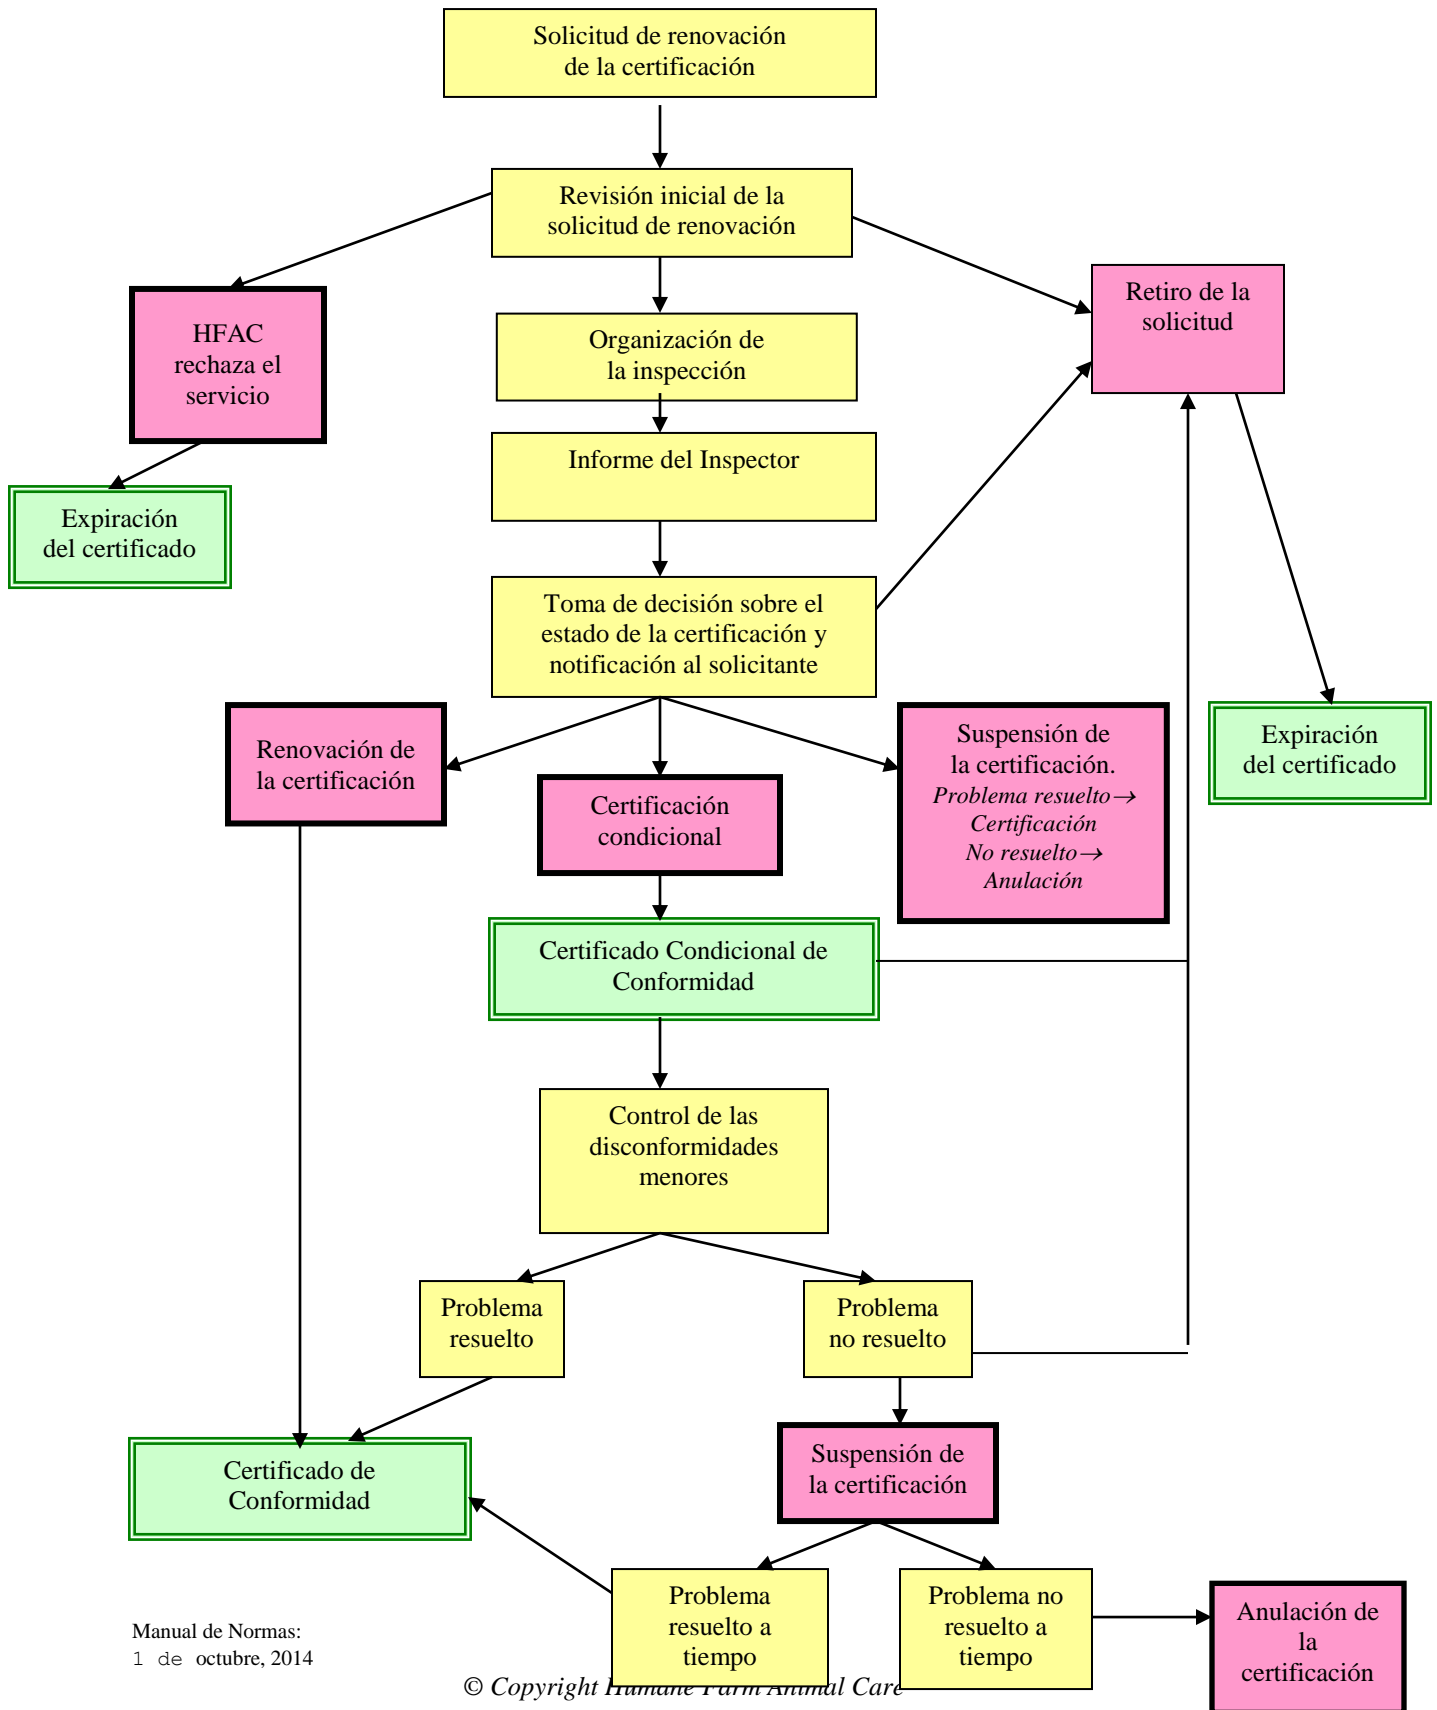 Solicitud de renovación
de la certificación
Revisión inicial de la
solicitud de renovación
Retiro de la
solicitud
HFAC
rechaza el
servicio
Organización de
la inspección
Informe del Inspector
Expiración
del certificado
Toma de decisión sobre el
estado de la certificación y
notificación al solicitante
Renovación de
la certificación
Certificación
condicional
Suspensión de
la certificación.
Problema resuelto→
Certificación
No resuelto→
Anulación
Expiración
del certificado
Certificado Condicional de
Conformidad
Control de las
disconformidades
menores
Problema
resuelto
Problema
no resuelto
Certificado de
Conformidad
Suspensión de
la certificación
Problema
resuelto a
tiempo
Problema no
resuelto a
tiempo
Anulación de
la
certificación
Manual de Normas:
1 de octubre, 2014
© Copyright Humane Farm Animal Care